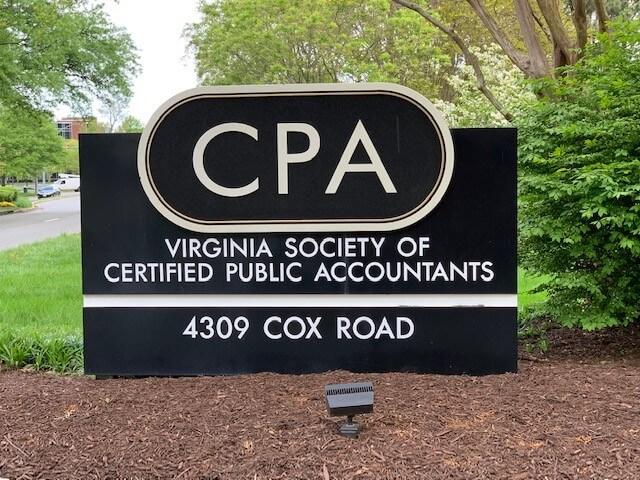 CPA
VIRGINIA SOCIETY OF
CERTIFIED PUBLIC ACCOUNTANTS
4309 COX ROAD